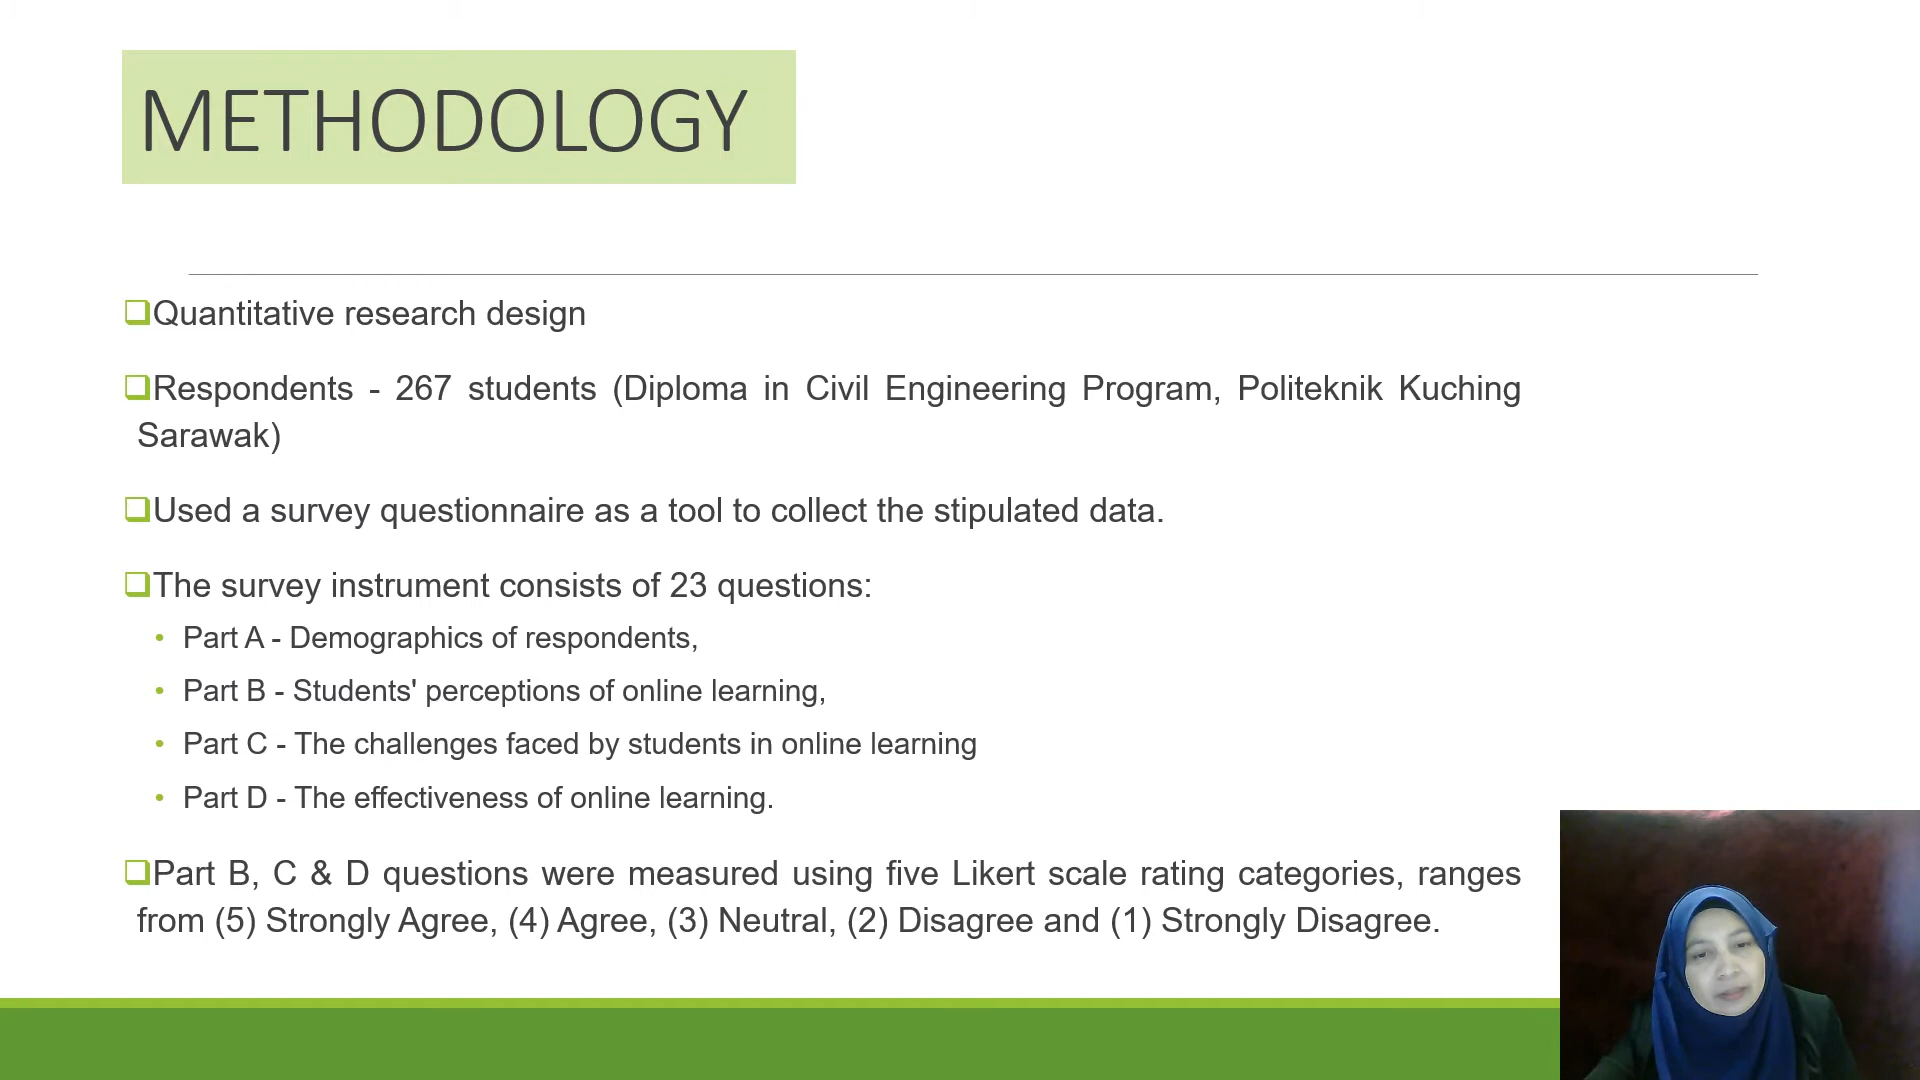 METHODOLOGY
Quantitative research design
Respondents - 267 students (Diploma in Civil Engineering Program, Politeknik Kuching
Sarawak)
Used a survey questionnaire as a tool to collect the stipulated data.
The survey instrument consists of 23 questions:
• Part A - Demographics of respondents,
• Part B - Students' perceptions of online learning,
• Part C - The challenges faced by students in online learning
• Part D - The effectiveness of online learning.
Part B, C & D questions were measured using five Likert scale rating categories, ranges
from (5) Strongly Agree, (4) Agree, (3) Neutral, (2) Disagree and (1) Strongly Disagree.